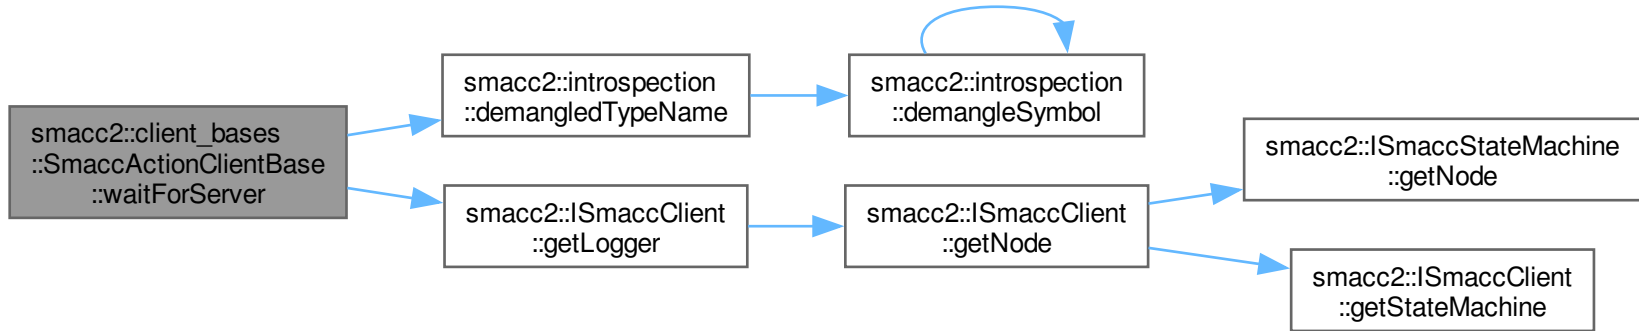 smacc2::client_bases
::SmaccActionClientBase
::waitForServer
smacc2::introspection
::demangledTypeName
smacc2::introspection
::demangleSymbol
smacc2::ISmaccClient
::getLogger
smacc2::ISmaccClient
::getNode
smacc2::ISmaccStateMachine
::getNode
smacc2::ISmaccClient
::getStateMachine